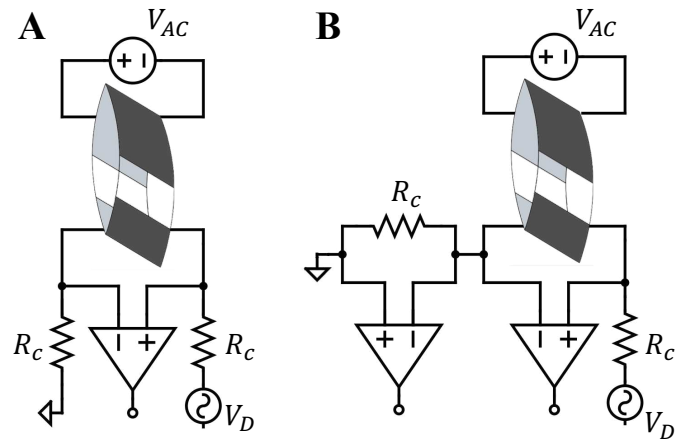 A
V_AC
+ −
R_c
− +
R_c
V_D
B
V_AC
+ −
R_c
+ −
− +
R_c
V_D